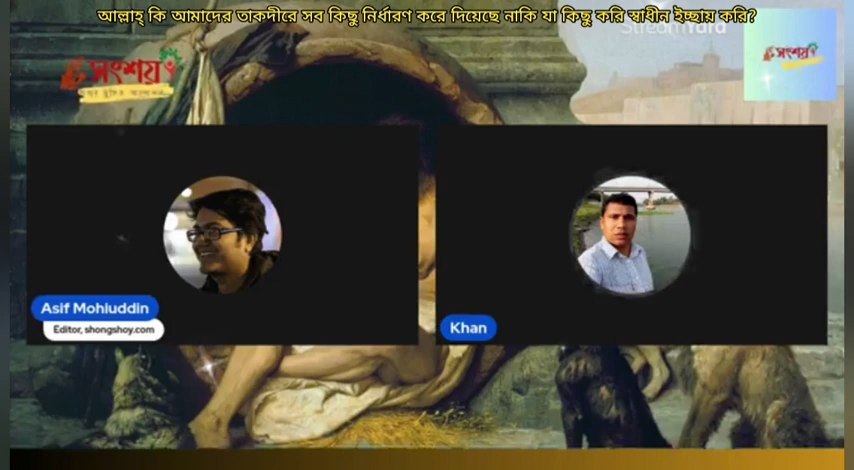 আল্লাহ্ কি আমাদের তাকদীরে সব কিছু নির্ধারণ করে দিয়েছে নাকি যা কিছু করি স্বাধীন ইচ্ছায় করি?
StreamYard
সংশয়
সংশয়
Asif Mohiuddin
Editor, shongshoy.com
Khan